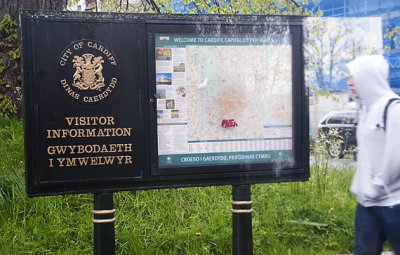 CITY OF CARDIFF
DINAS CAERDYDD
VISITOR
INFORMATION
GWYBODAETH
I YMWELWYR
WELCOME TO CARDIFF, CAPITAL CITY OF WALES
CROESO I GAERDYDD, PRIFDDINAS CYMRU